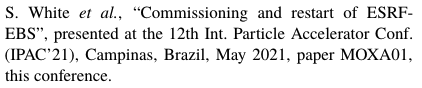 S. White et al., “Commissioning and restart of ESRF-
EBS”, presented at the 12th Int. Particle Accelerator Conf.
(IPAC’21), Campinas, Brazil, May 2021, paper MOXA01,
this conference.